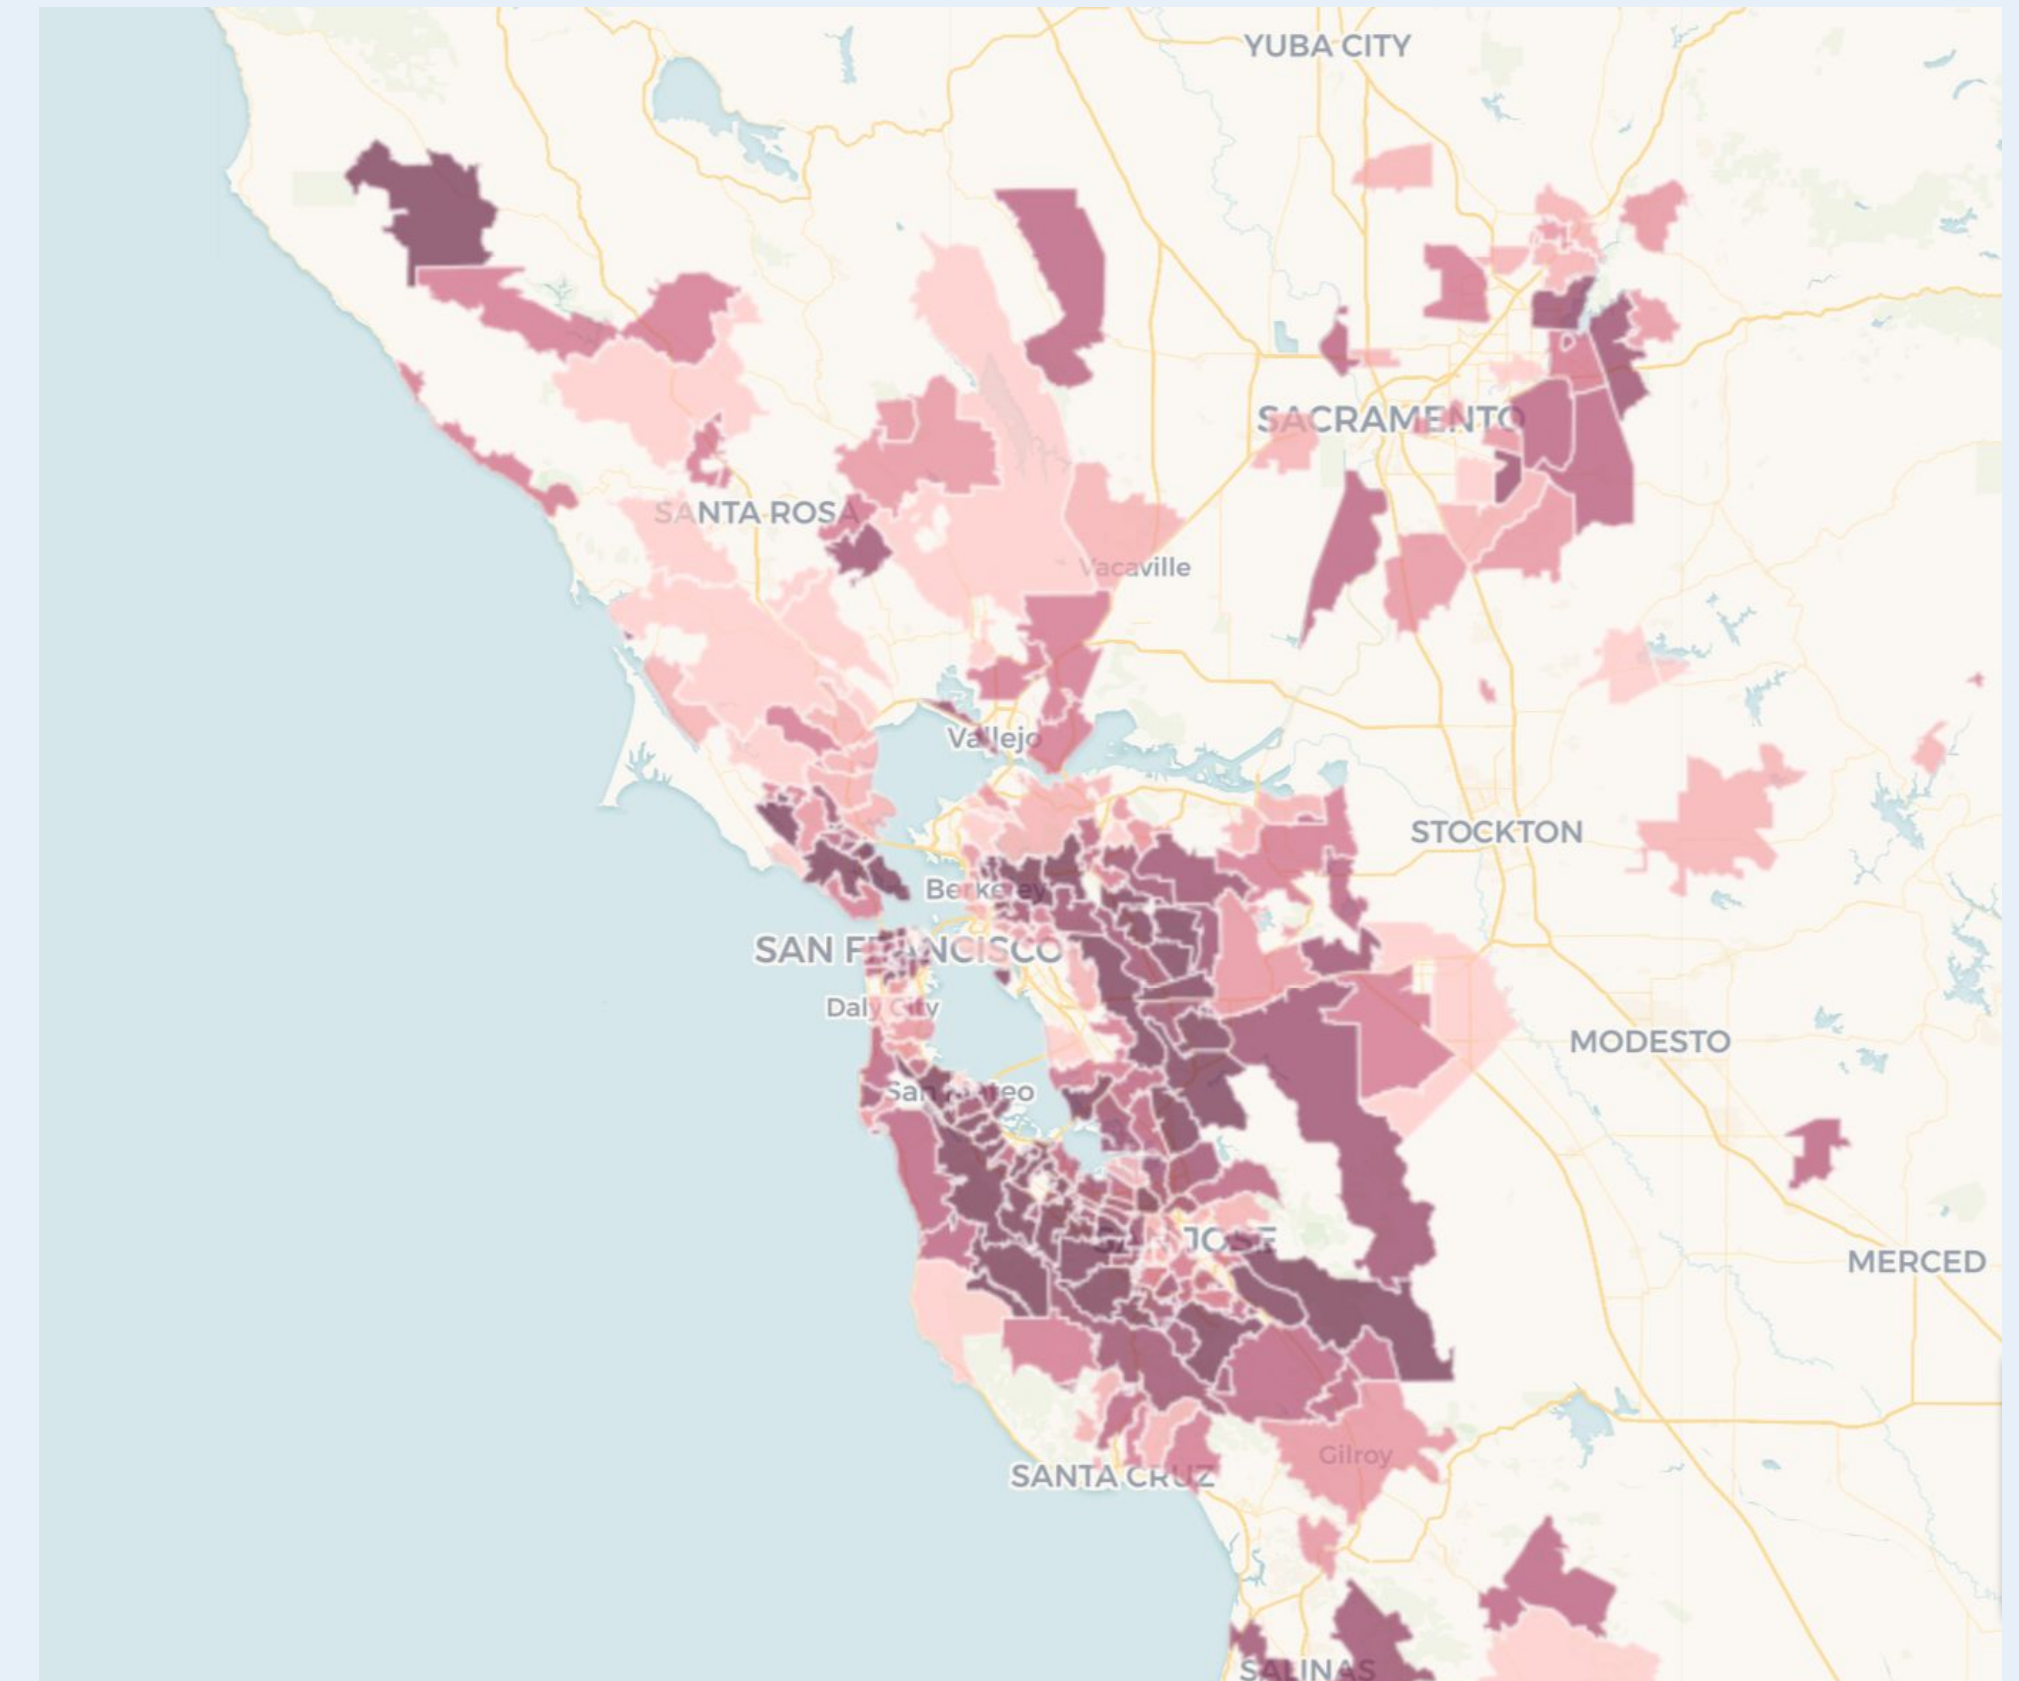 YUBA CITY
SACRAMENTO
SANTA ROSA
Vacaville
Vallejo
STOCKTON
Berkeley
SAN FRANCISCO
Daly City
MODESTO
San Mateo
SAN JOSE
MERCED
Gilroy
SANTA CRUZ
SALINAS